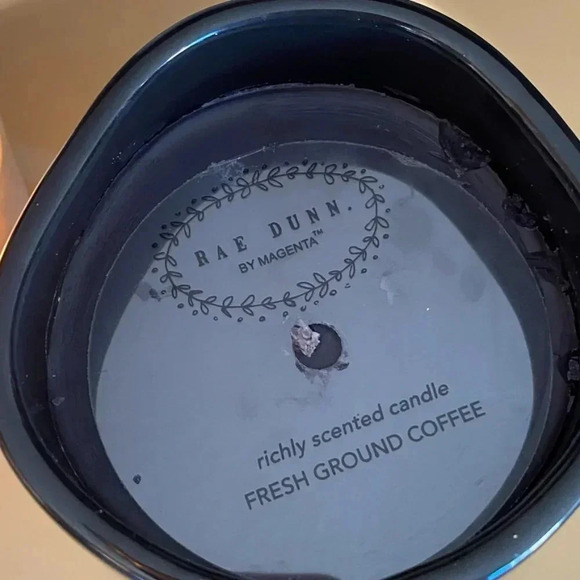 RAE DUNN.
BY MAGENTA™
richly scented candle
FRESH GROUND COFFEE